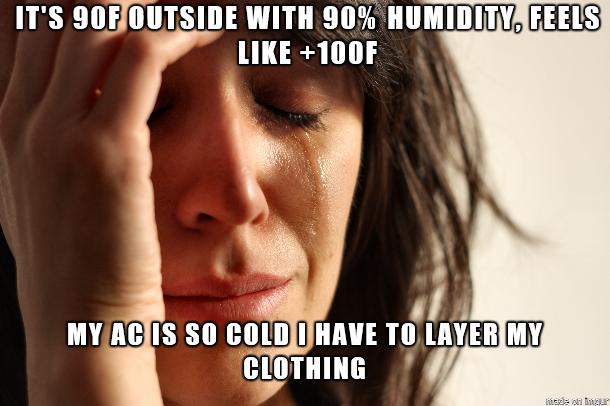 IT'S 90F OUTSIDE WITH 90% HUMIDITY, FEELS
LIKE +100F
MY AC IS SO COLD I HAVE TO LAYER MY
CLOTHING
made on imgur